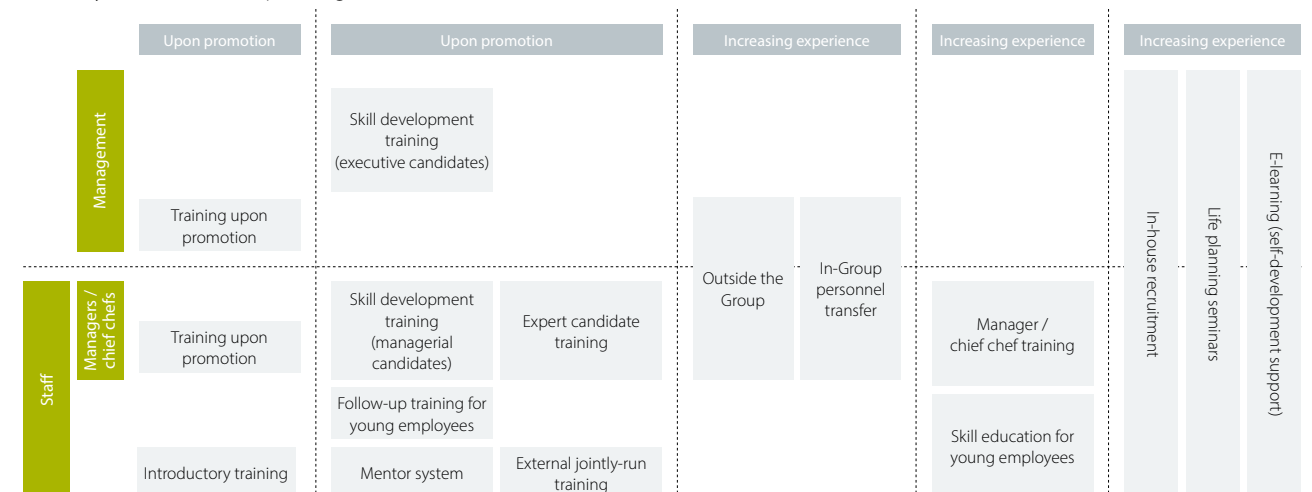 Upon promotion
Upon promotion
Increasing experience
Increasing experience
Increasing experience
Management
Skill development
training
(executive candidates)
Training upon
promotion
Staff
Managers /
chief chefs
Training upon
promotion
Skill development
training
(managerial
candidates)
Expert candidate
training
Follow-up training for
young employees
Introductory training
Mentor system
External jointly-run
training
Outside the
Group
In-Group
personnel
transfer
Manager /
chief chef training
Skill education for
young employees
In-house recruitment
Life planning seminars
E-learning (self-development support)